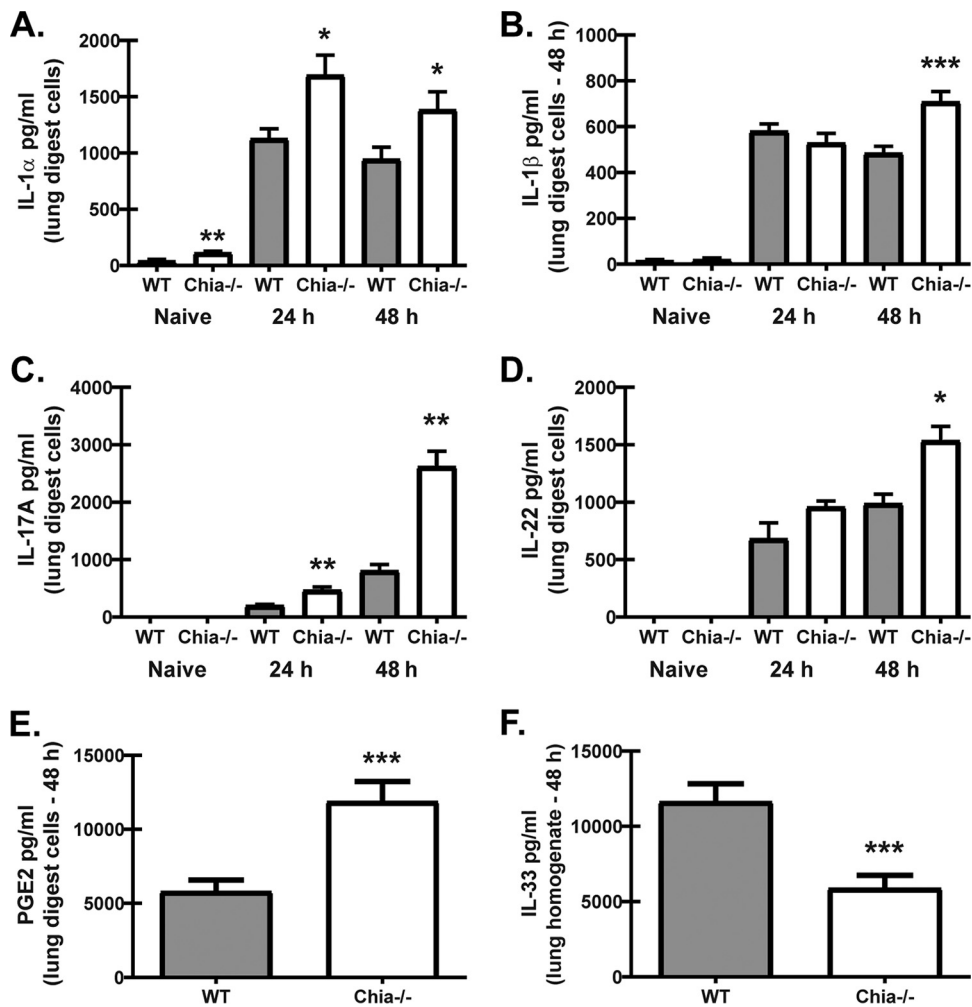 A.
IL-1α pg/ml
(lung digest cells)
2000
1500
1000
500
0
**
*
*
WT Chia-/- WT Chia-/- WT Chia-/-
Naive 24 h 48 h
B.
IL-1β pg/ml
(lung digest cells - 48 h)
1000
800
600
400
200
0
***
WT Chia-/- WT Chia-/- WT Chia-/-
Naive 24 h 48 h
C.
IL-17A pg/ml
(lung digest cells)
4000
3000
2000
1000
0
**
**
WT Chia-/- WT Chia-/- WT Chia-/-
Naive 24 h 48 h
D.
IL-22 pg/ml
(lung digest cells)
2000
1500
1000
500
0
*
WT Chia-/- WT Chia-/- WT Chia-/-
Naive 24 h 48 h
E.
PGE2 pg/ml
(lung digest cells - 48 h)
15000
10000
5000
0
***
WT Chia-/-
F.
IL-33 pg/ml
(lung homogenate - 48 h)
15000
10000
5000
0
***
WT Chia-/-